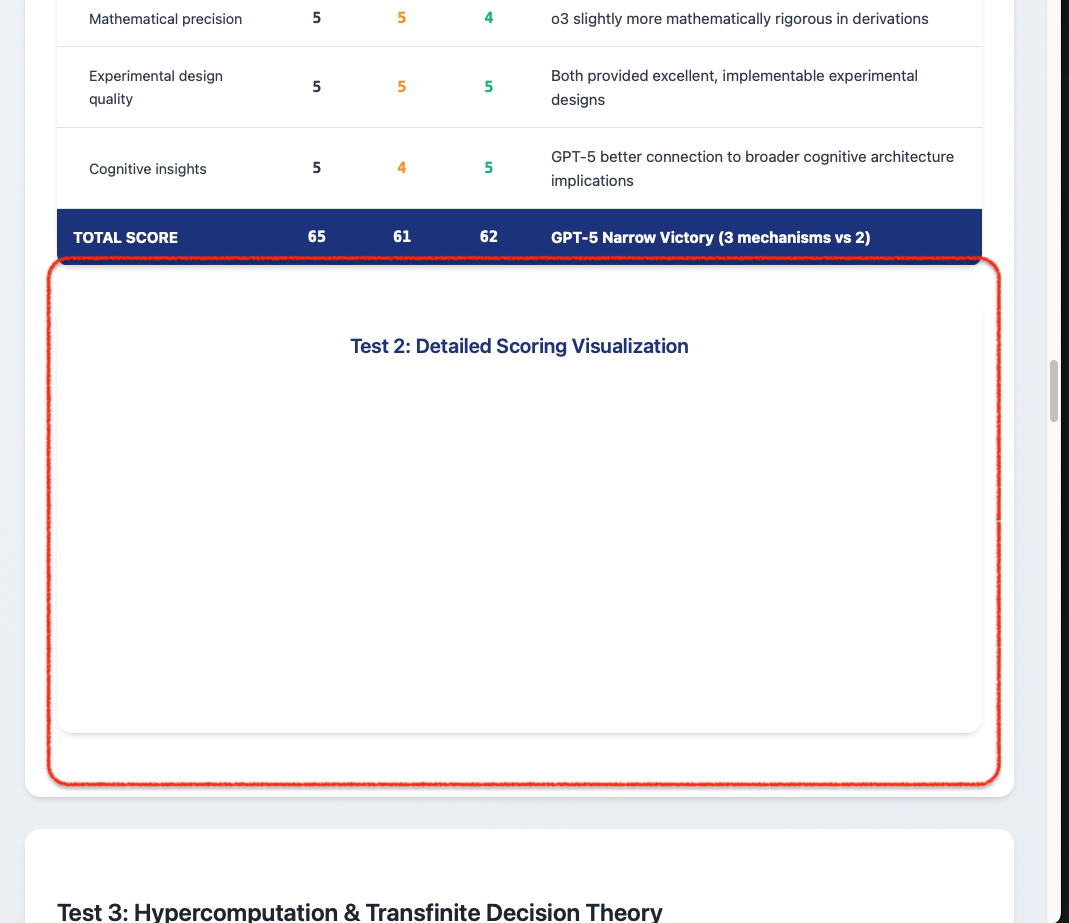 Mathematical precision 5 5 4 o3 slightly more mathematically rigorous in derivations
Experimental design
quality
5 5 5
Both provided excellent, implementable experimental
designs
Cognitive insights 5 4 5
GPT-5 better connection to broader cognitive architecture
implications
TOTAL SCORE 65 61 62 GPT-5 Narrow Victory (3 mechanisms vs 2)
Test 2: Detailed Scoring Visualization
Test 3: Hypercomputation & Transfinite Decision Theory